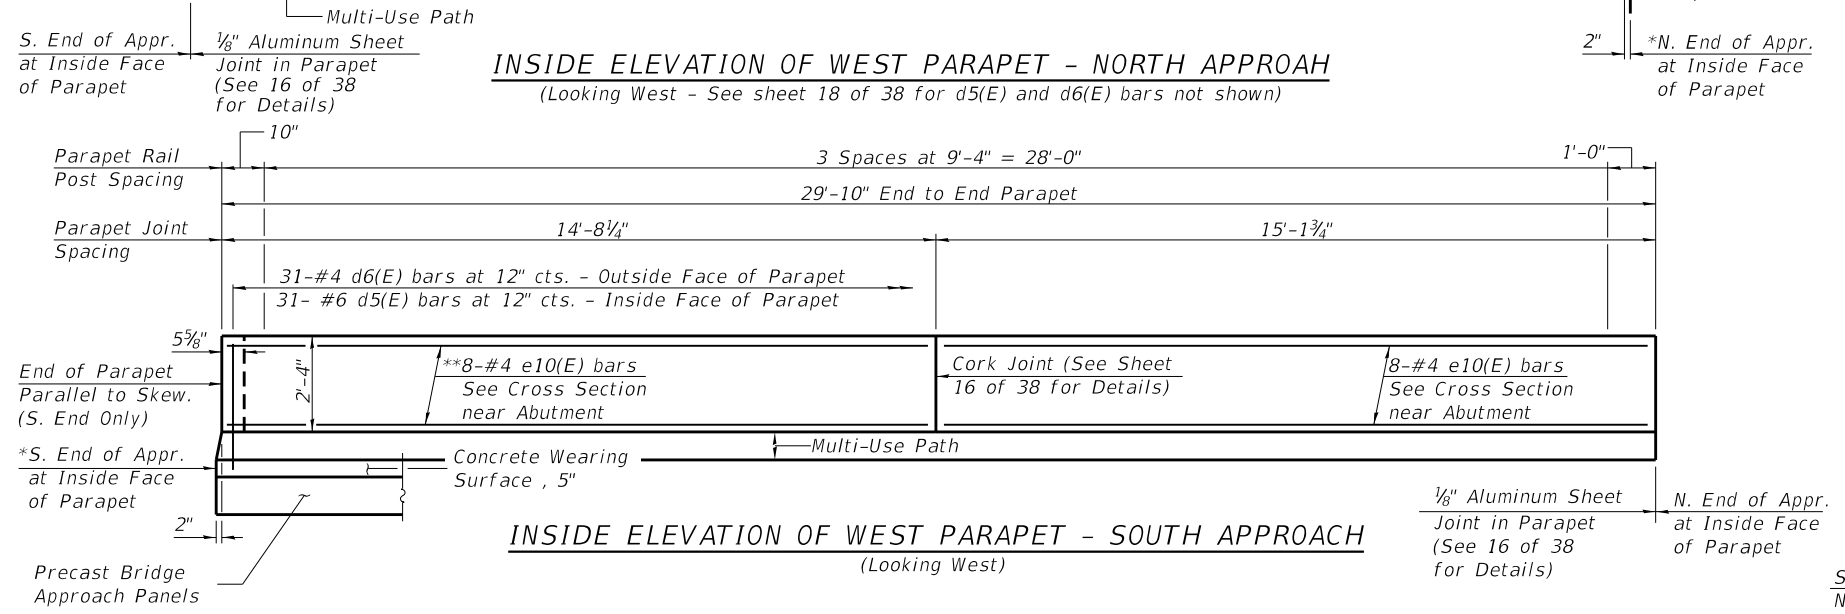 Multi-Use Path
S. End of Appr.
at Inside Face
of Parapet
⅛" Aluminum Sheet
Joint in Parapet
(See 16 of 38
for Details)
INSIDE ELEVATION OF WEST PARAPET - NORTH APPROAH
(Looking West - See sheet 18 of 38 for d5(E) and d6(E) bars not shown)
2"
*N. End of Appr.
at Inside Face
of Parapet
10"
Parapet Rail
Post Spacing
3 Spaces at 9'-4" = 28'-0"
1'-0"
29'-10" End to End Parapet
Parapet Joint
Spacing
14'-8¼"
15'-1¾"
31-#4 d6(E) bars at 12" cts. - Outside Face of Parapet
31- #6 d5(E) bars at 12" cts. - Inside Face of Parapet
5⅝"
End of Parapet
Parallel to Skew.
(S. End Only)
2'-4"
**8-#4 e10(E) bars
See Cross Section
near Abutment
Cork Joint (See Sheet
16 of 38 for Details)
8-#4 e10(E) bars
See Cross Section
near Abutment
Multi-Use Path
*S. End of Appr.
at Inside Face
of Parapet
Concrete Wearing
Surface , 5"
2"
Precast Bridge
Approach Panels
INSIDE ELEVATION OF WEST PARAPET - SOUTH APPROACH
(Looking West)
⅛" Aluminum Sheet
Joint in Parapet
(See 16 of 38
for Details)
N. End of Appr.
at Inside Face
of Parapet
S
N